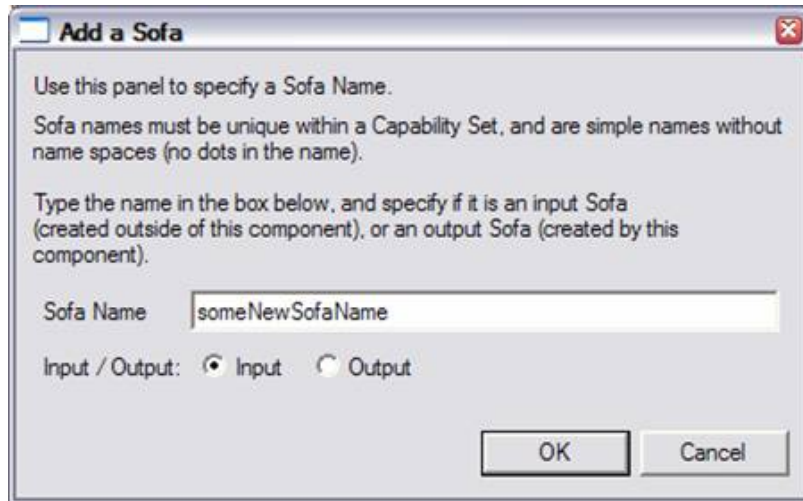 Add a Sofa
Use this panel to specify a Sofa Name.
Sofa names must be unique within a Capability Set, and are simple names without
name spaces (no dots in the name).
Type the name in the box below, and specify if it is an input Sofa
(created outside of this component), or an output Sofa (created by this
component).
Sofa Name someNewSofaName
Input / Output: Input Output
OK Cancel